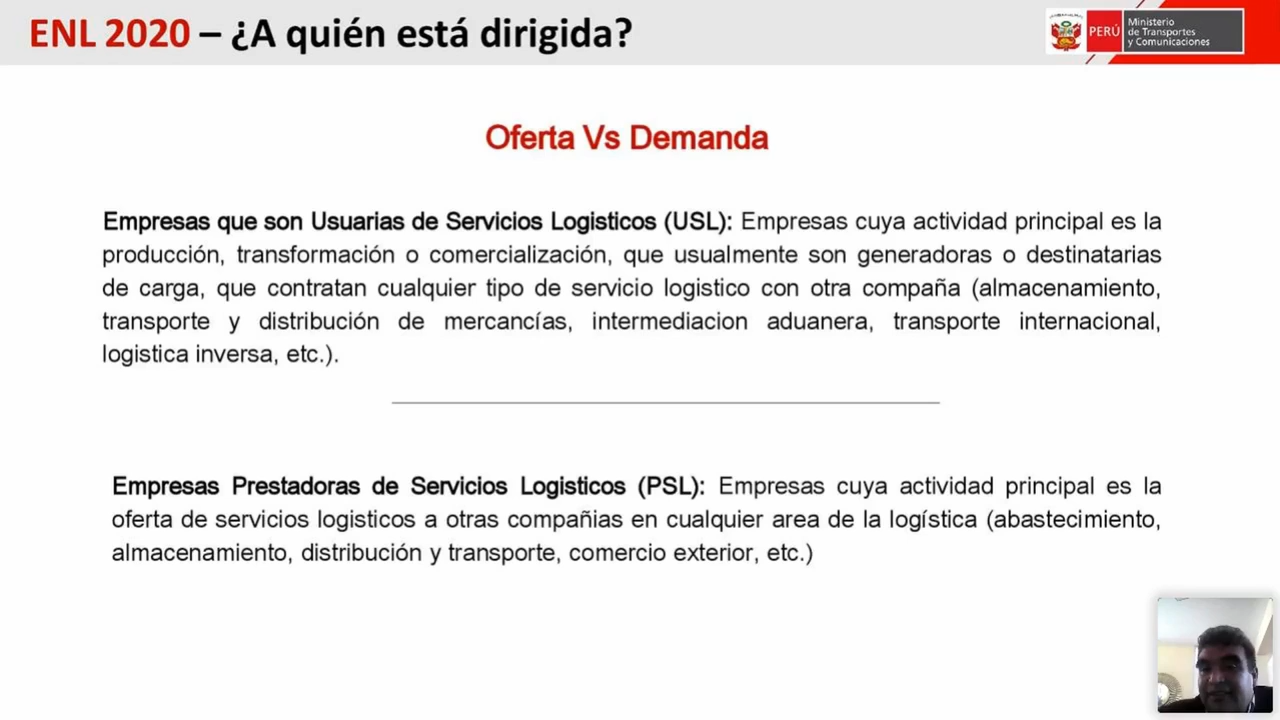 ENL 2020 – ¿A quién está dirigida?
PERÚ
Ministerio
de Transportes
y Comunicaciones
Oferta Vs Demanda
Empresas que son Usuarias de Servicios Logisticos (USL): Empresas cuya actividad principal es la
producción, transformación o comercialización, que usualmente son generadoras o destinatarias
de carga, que contratan cualquier tipo de servicio logistico con otra compaña (almacenamiento,
transporte y distribución de mercancías, intermediacion aduanera, transporte internacional,
logistica inversa, etc.).
Empresas Prestadoras de Servicios Logisticos (PSL): Empresas cuya actividad principal es la
oferta de servicios logisticos a otras compañias en cualquier area de la logística (abastecimiento,
almacenamiento, distribución y transporte, comercio exterior, etc.)